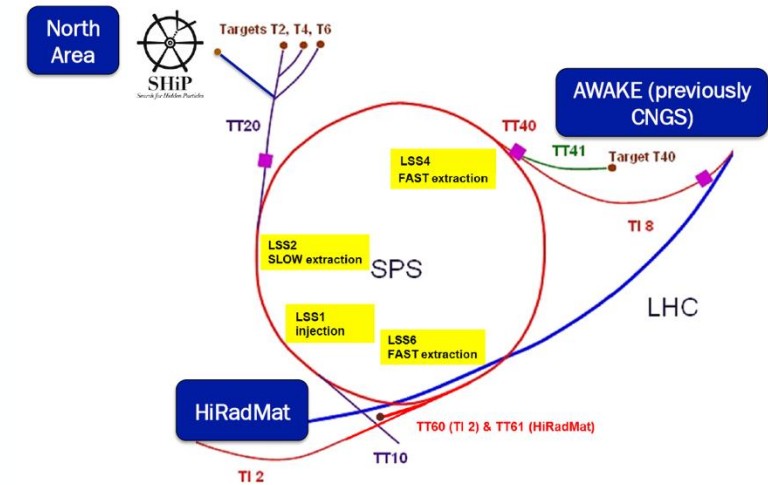 North
Area
SHiP
Search for Hidden Particles
Targets T2, T4, T6
AWAKE (previously
CNGS)
TT20
TT40
TT41
Target T40
LSS4
FAST extraction
TI 8
LSS2
SLOW extraction
SPS
LHC
LSS1
injection
LSS6
FAST extraction
HiRadMat
TT60 (TI 2) & TT61 (HiRadMat)
TT10
TI 2